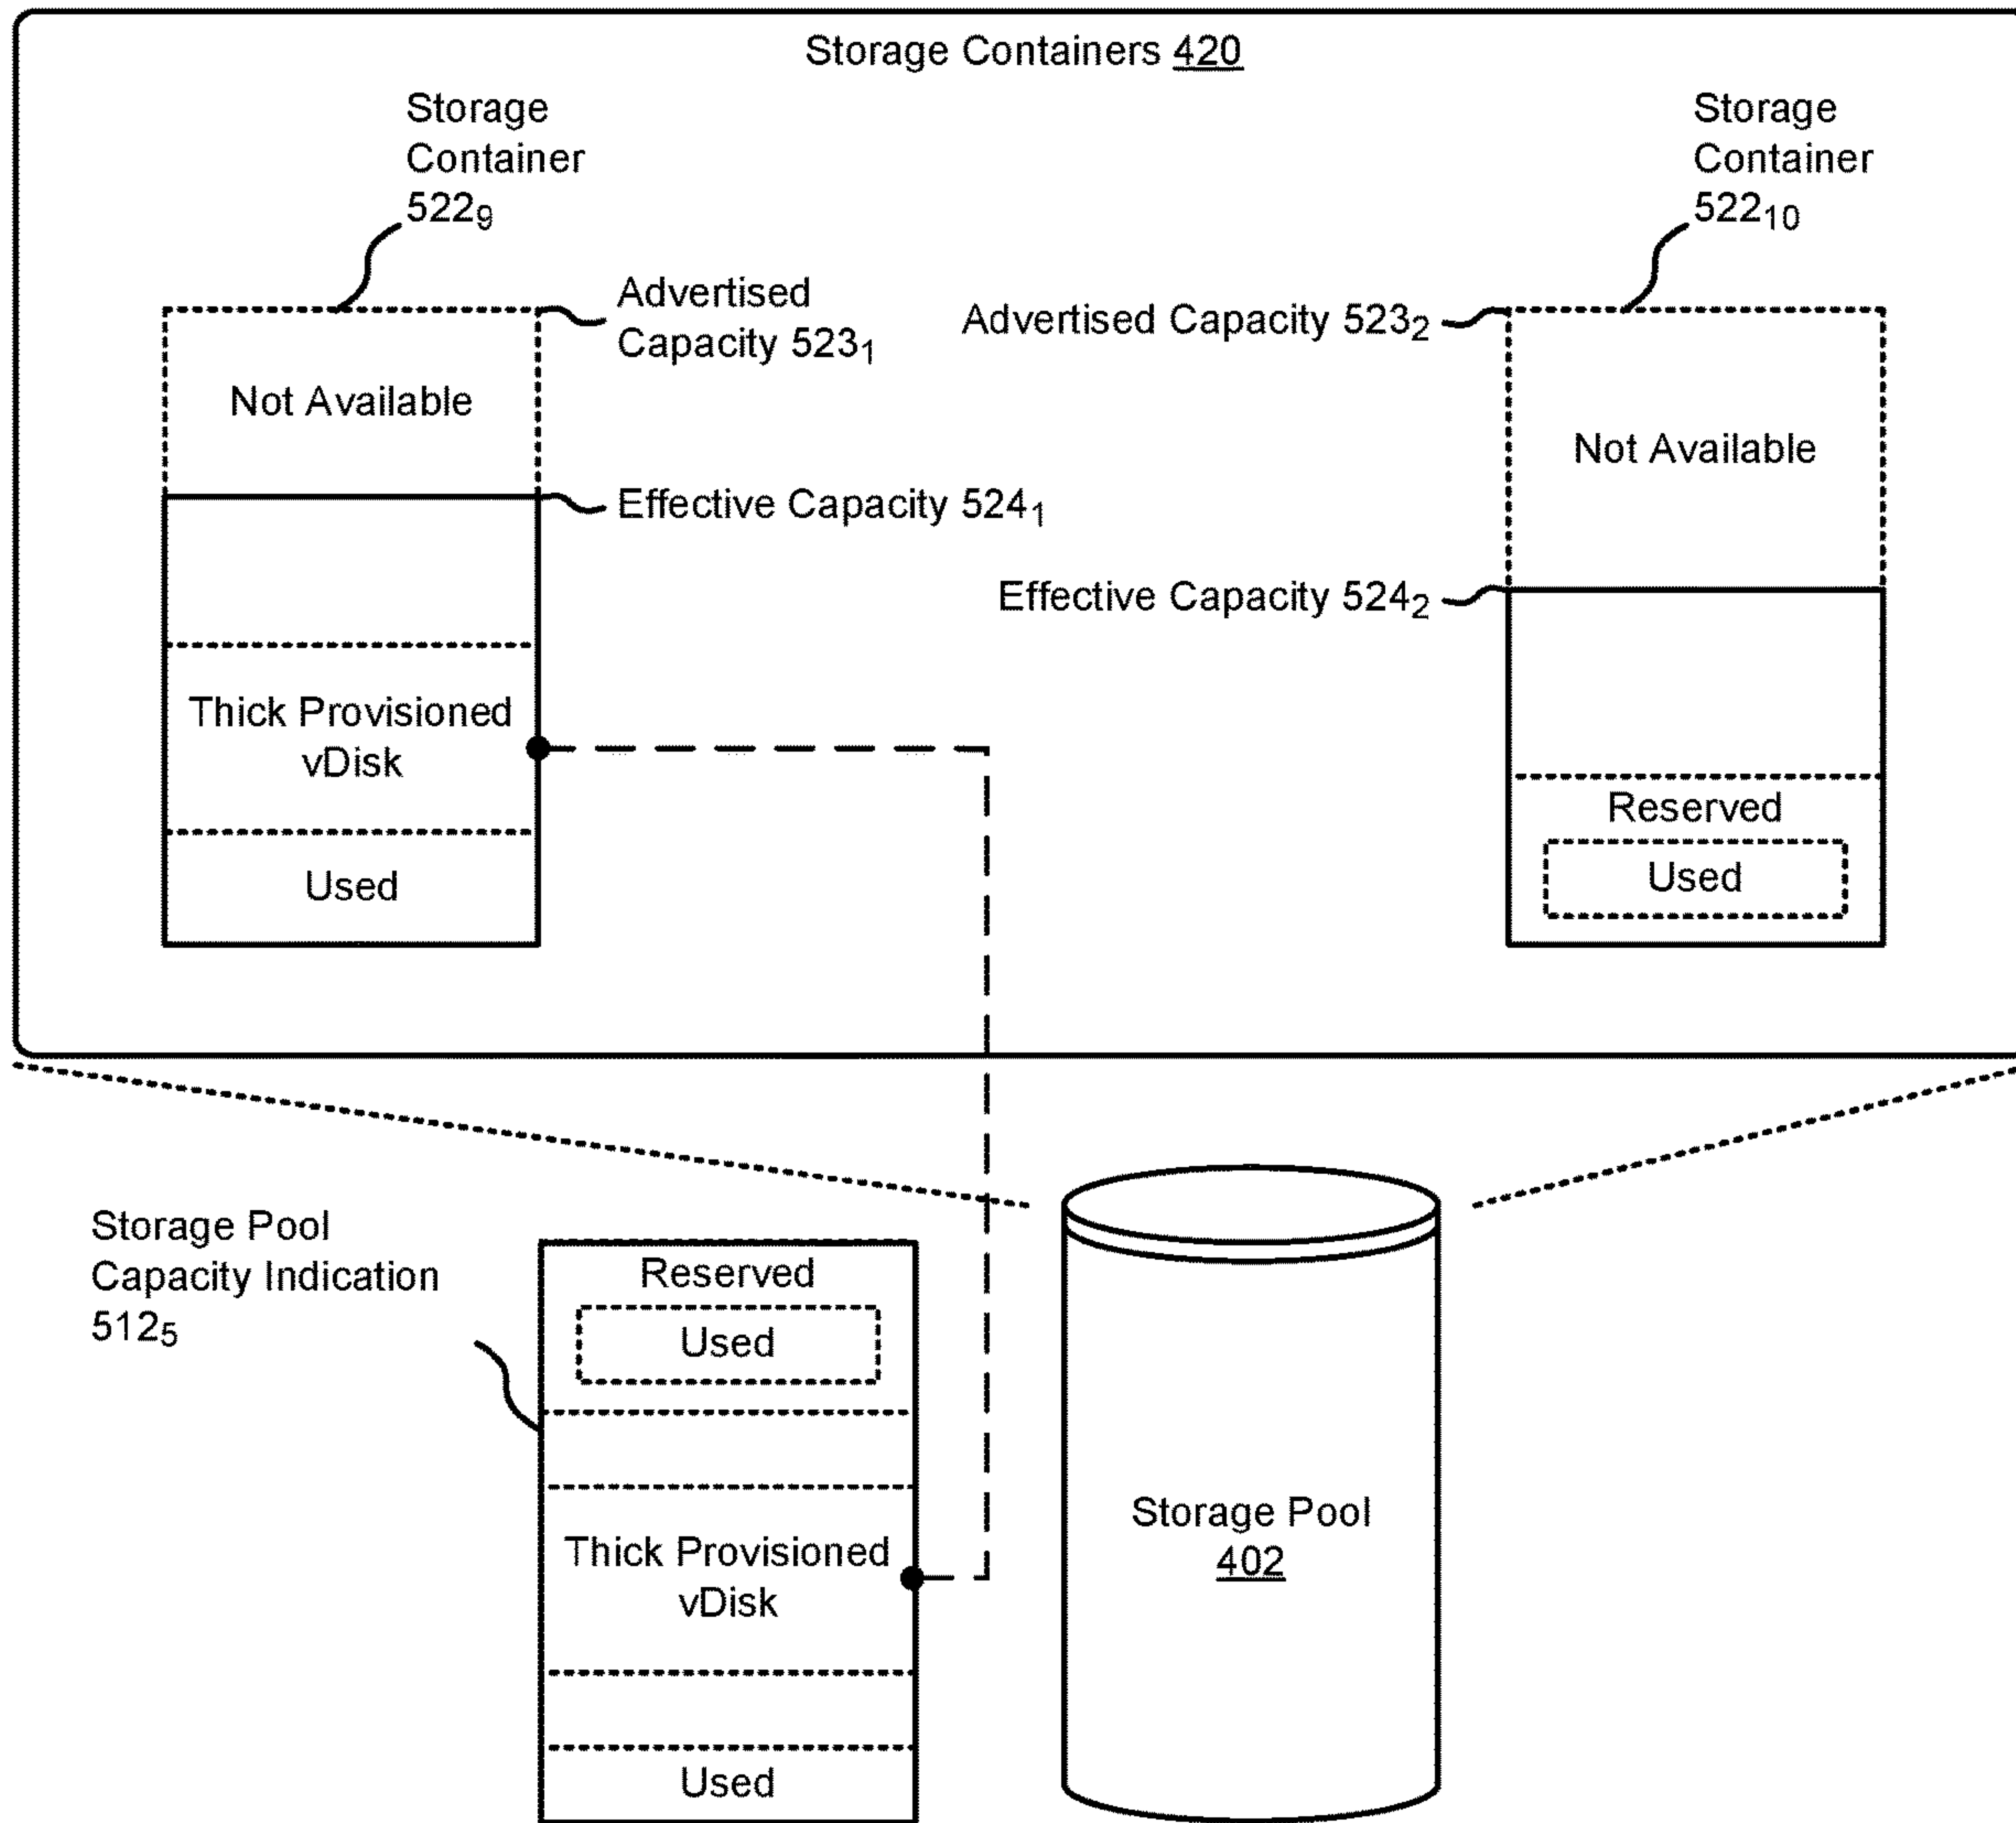 Storage Containers 420
Storage
Container
522₉
Storage
Container
522₁₀
Advertised
Capacity 523₁
Advertised Capacity 523₂
Not Available
Not Available
Effective Capacity 524₁
Effective Capacity 524₂
Thick Provisioned
vDisk
Reserved
Used
Used
Storage Pool
Capacity Indication
512₅
Reserved
Used
Thick Provisioned
vDisk
Used
Storage Pool
402